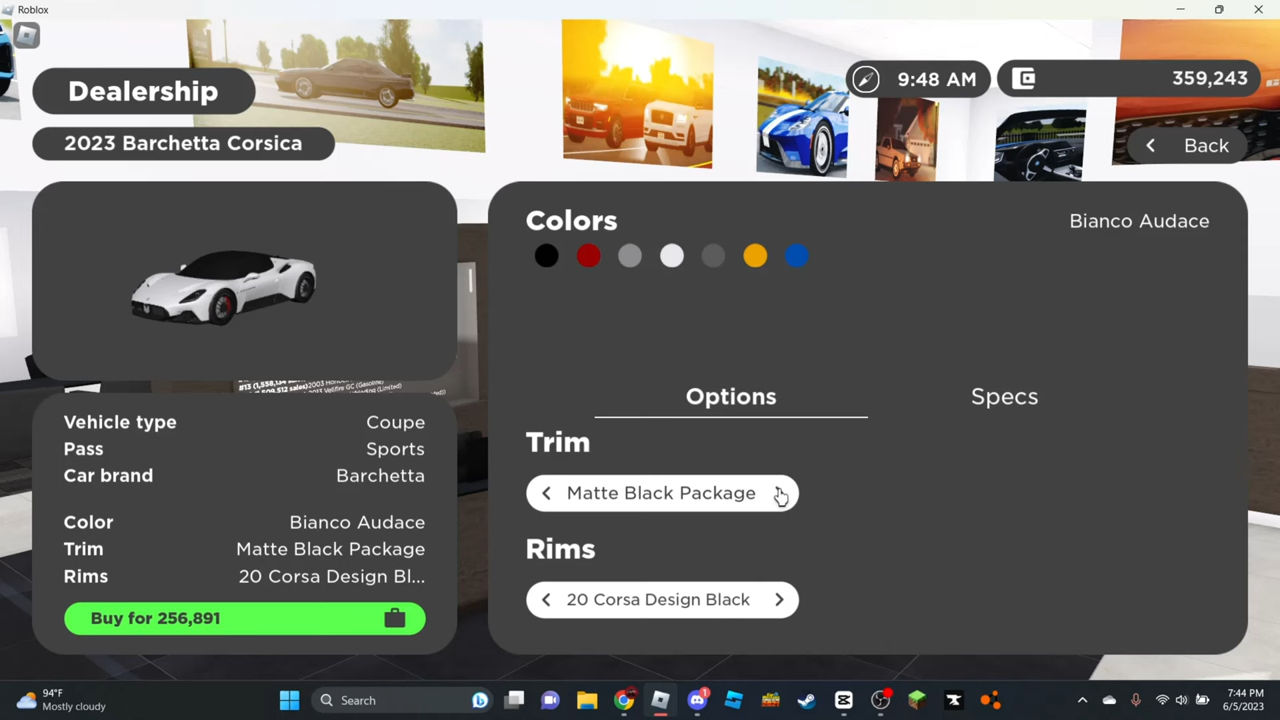 Roblox
Dealership
9:48 AM
359,243
2023 Barchetta Corsica
Back
Colors
Bianco Audace
Options
Specs
Vehicle type
Coupe
Pass
Sports
Car brand
Barchetta
Color
Bianco Audace
Trim
Matte Black Package
Rims
20 Corsa Design Bl...
Buy for 256,891
Trim
Matte Black Package
Rims
20 Corsa Design Black
94°F
Mostly cloudy
Search
1
7:44 PM
6/5/2023